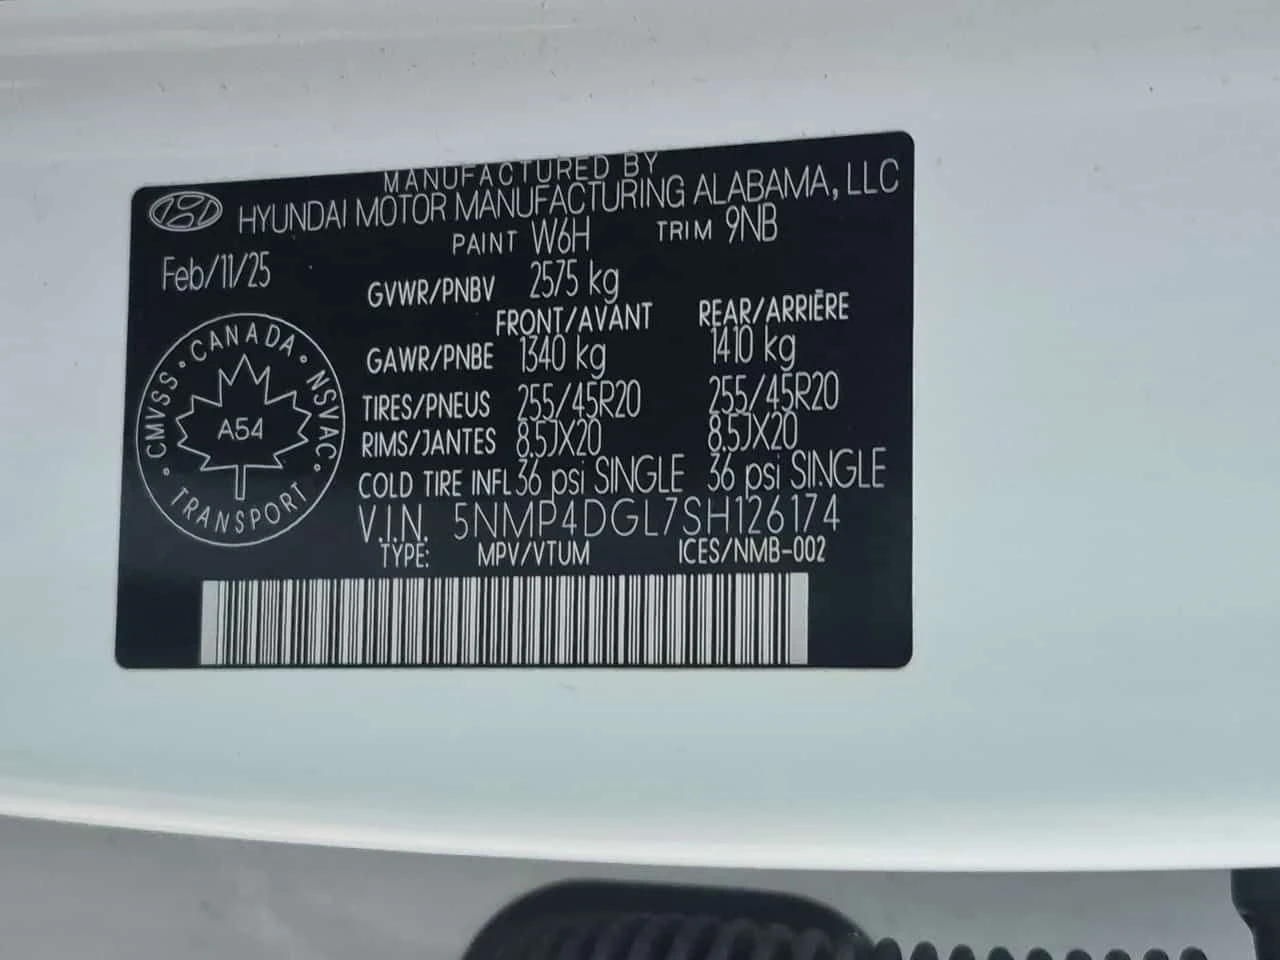 MANUFACTURED BY
HYUNDAI MOTOR MANUFACTURING ALABAMA, LLC
PAINT W6H TRIM 9NB
Feb/11/25
GVWR/PNBV 2575 kg
FRONT/AVANT REAR/ARRIĒRE
GAWR/PNBE 1340 kg 1410 kg
TIRES/PNEUS 255/45R20 255/45R20
RIMS/JANTES 8.5JX20 8.5JX20
COLD TIRE INFL 36 psi SINGLE 36 psi SINGLE
V.I.N. 5NMP4DGL7SH126174
TYPE: MPV/VTUM ICES/NMB-002
CMVSS • CANADA • NSVAC • TRANSPORT •
A54